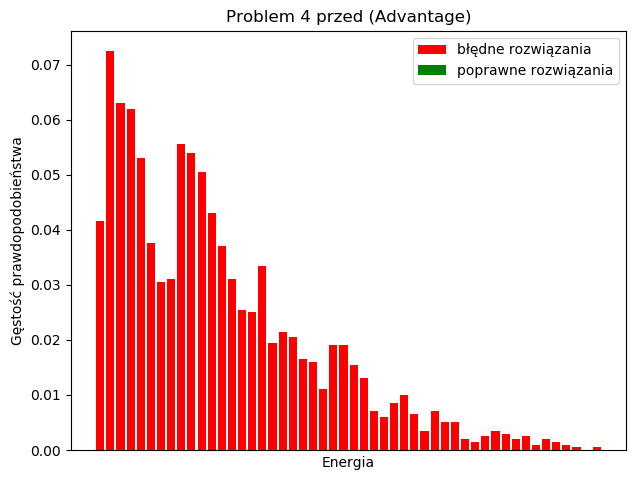 Problem 4 przed (Advantage)
błędne rozwiązania
poprawne rozwiązania
Gęstość prawdopodobieństwa
0.07
0.06
0.05
0.04
0.03
0.02
0.01
0.00
Energia